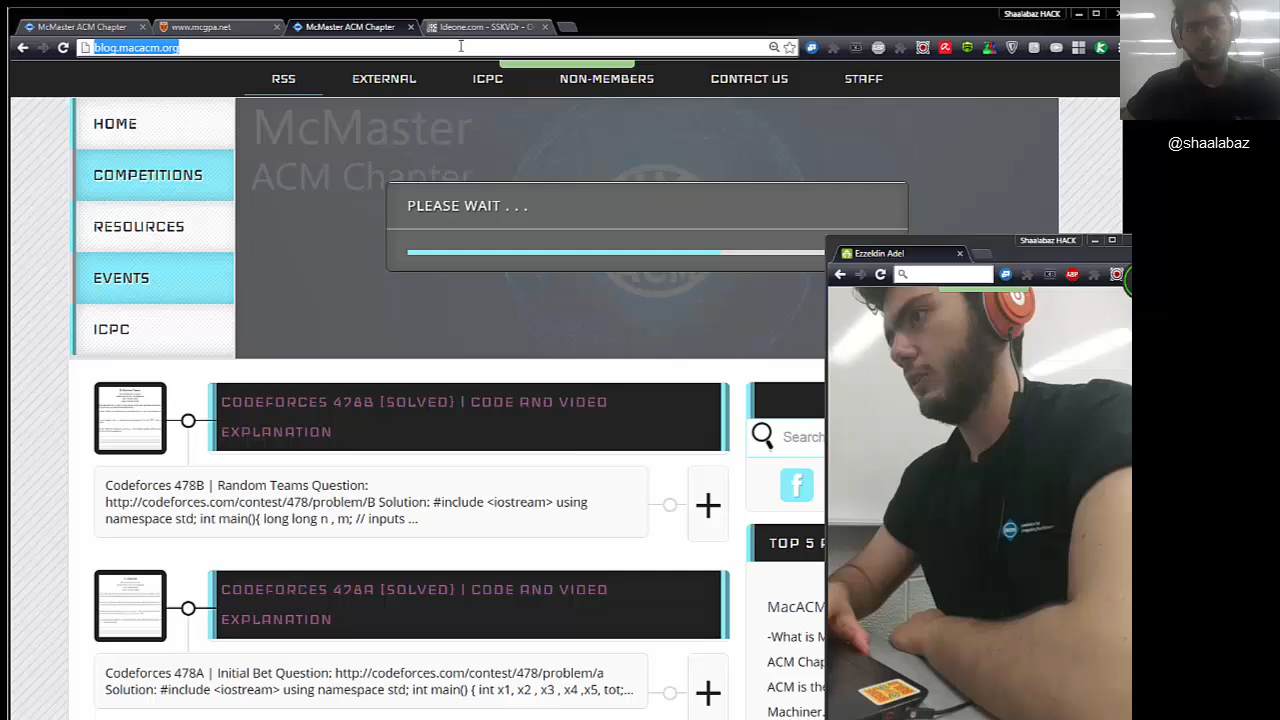 Shaalabaz HACK
McMaster ACM Chapter
www.mcgpa.net
McMaster ACM Chapter
Ideone.com - SSKVDr - C
blog.macacm.org
@shaalabaz
RSS
EXTERNAL
ICPC
NON-MEMBERS
CONTACT US
STAFF
HOME
COMPETITIONS
RESOURCES
EVENTS
ICPC
McMaster
ACM Chapter
PLEASE WAIT . . .
Shaalabaz HACK
Ezzeldin Adel
ABP
CODEFORCES 478B [SOLVED] | CODE AND VIDEO
EXPLANATION
Codeforces 478B | Random Teams Question:
http://codeforces.com/contest/478/problem/B Solution: #include <iostream> using
namespace std; int main(){ long long n , m; // inputs ...
Search
f
TOP 5
CODEFORCES 478A [SOLVED] | CODE AND VIDEO
EXPLANATION
Codeforces 478A | Initial Bet Question: http://codeforces.com/contest/478/problem/a
Solution: #include <iostream> using namespace std; int main() { int x1, x2 , x3 , x4 ,x5, tot;...
MacACM
-What is M
ACM Chap
ACM is the
Machiner